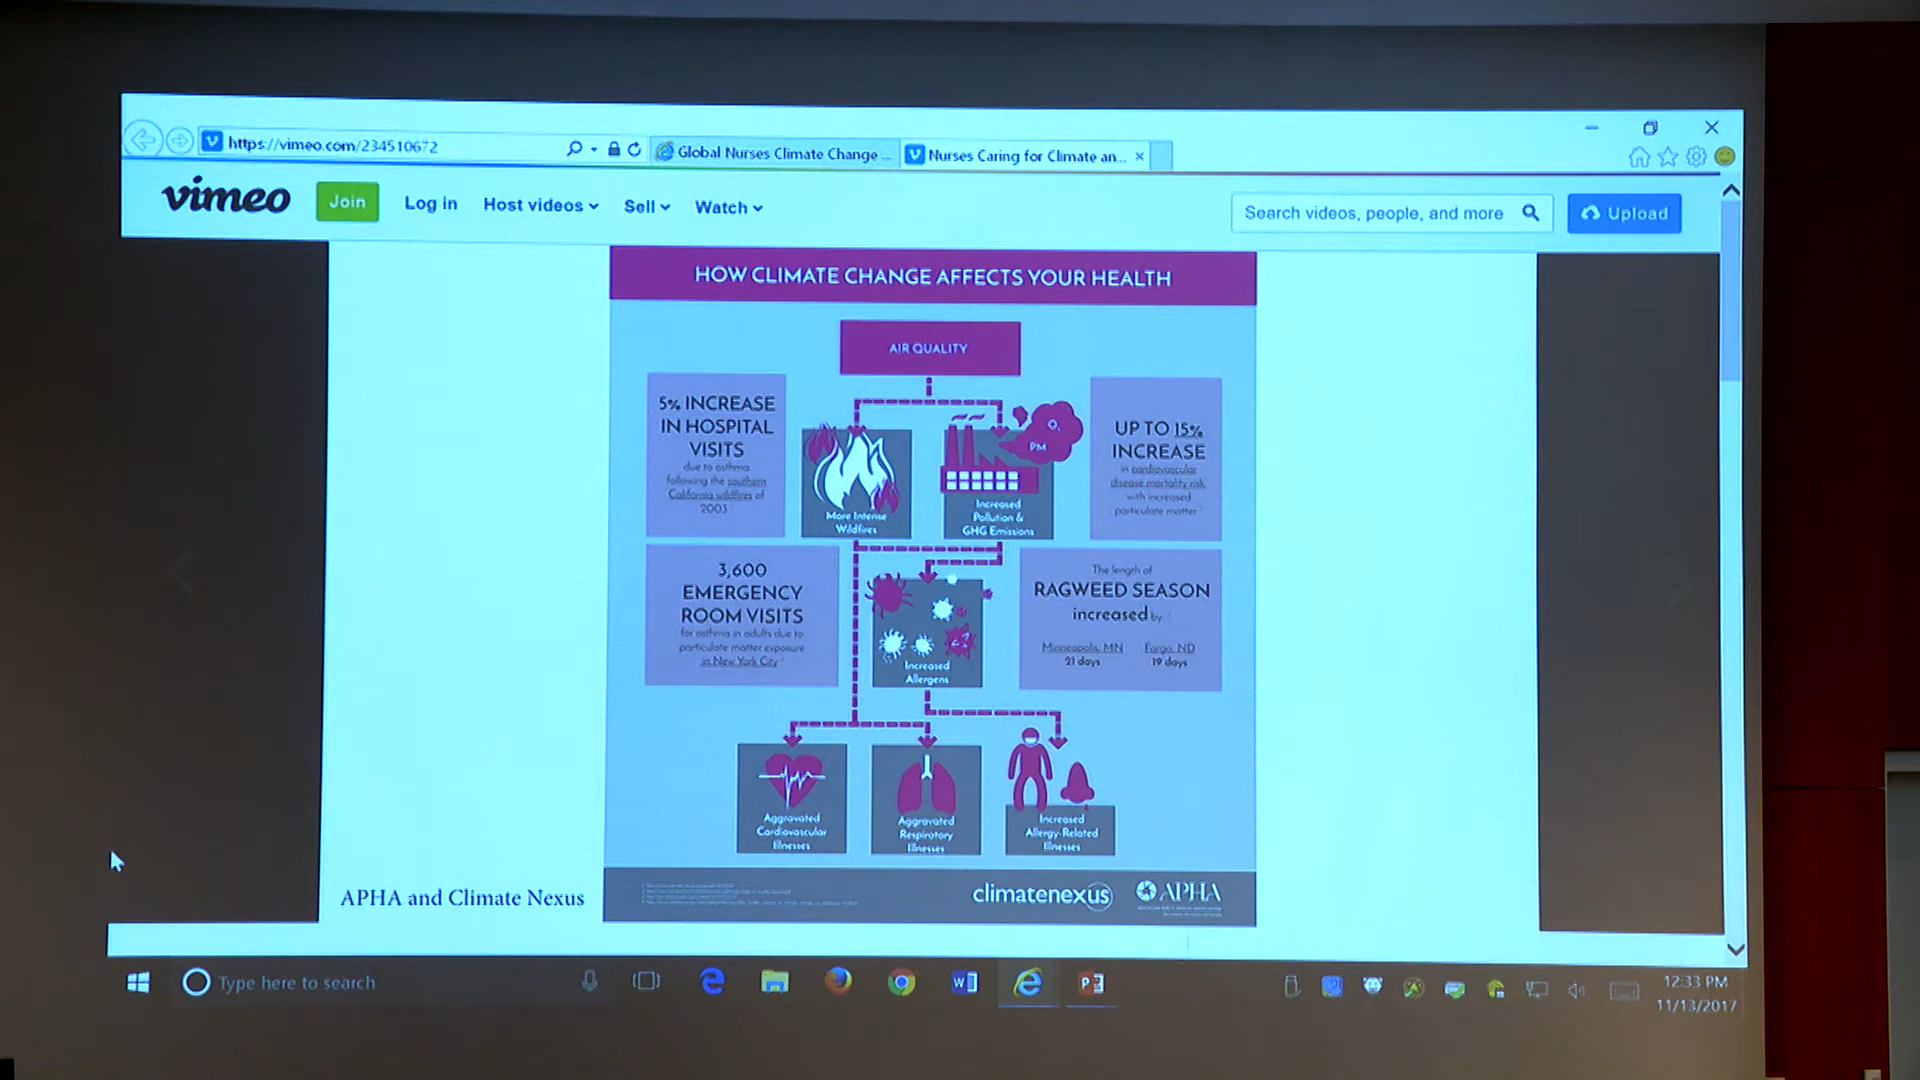 https://vimeo.com/234510672
Global Nurses Climate Change ...
Nurses Caring for Climate an...
vimeo
Join
Log in
Host videos
Sell
Watch
Search videos, people, and more
Upload
HOW CLIMATE CHANGE AFFECTS YOUR HEALTH
AIR QUALITY
5% INCREASE
IN HOSPITAL
VISITS
due to asthma
following the southern
California wildfires of
2003
More Intense
Wildfires
PM
Increased
Pollution &
GHG Emissions
UP TO 15%
INCREASE
in cardiovascular
disease mortality risk
with increased
particulate matter
3,600
EMERGENCY
ROOM VISITS
for asthma in adults due to
particulate matter exposure
in New York City
Increased
Allergens
The length of
RAGWEED SEASON
increased by:
Minneapolis, MN
21 days
Fargo, ND
19 days
Aggravated
Cardiovascular
Illnesses
Aggravated
Respiratory
Illnesses
Increased
Allergy-Related
Illnesses
APHA and Climate Nexus
climatenexus
APHA
Type here to search
12:33 PM
11/13/2017